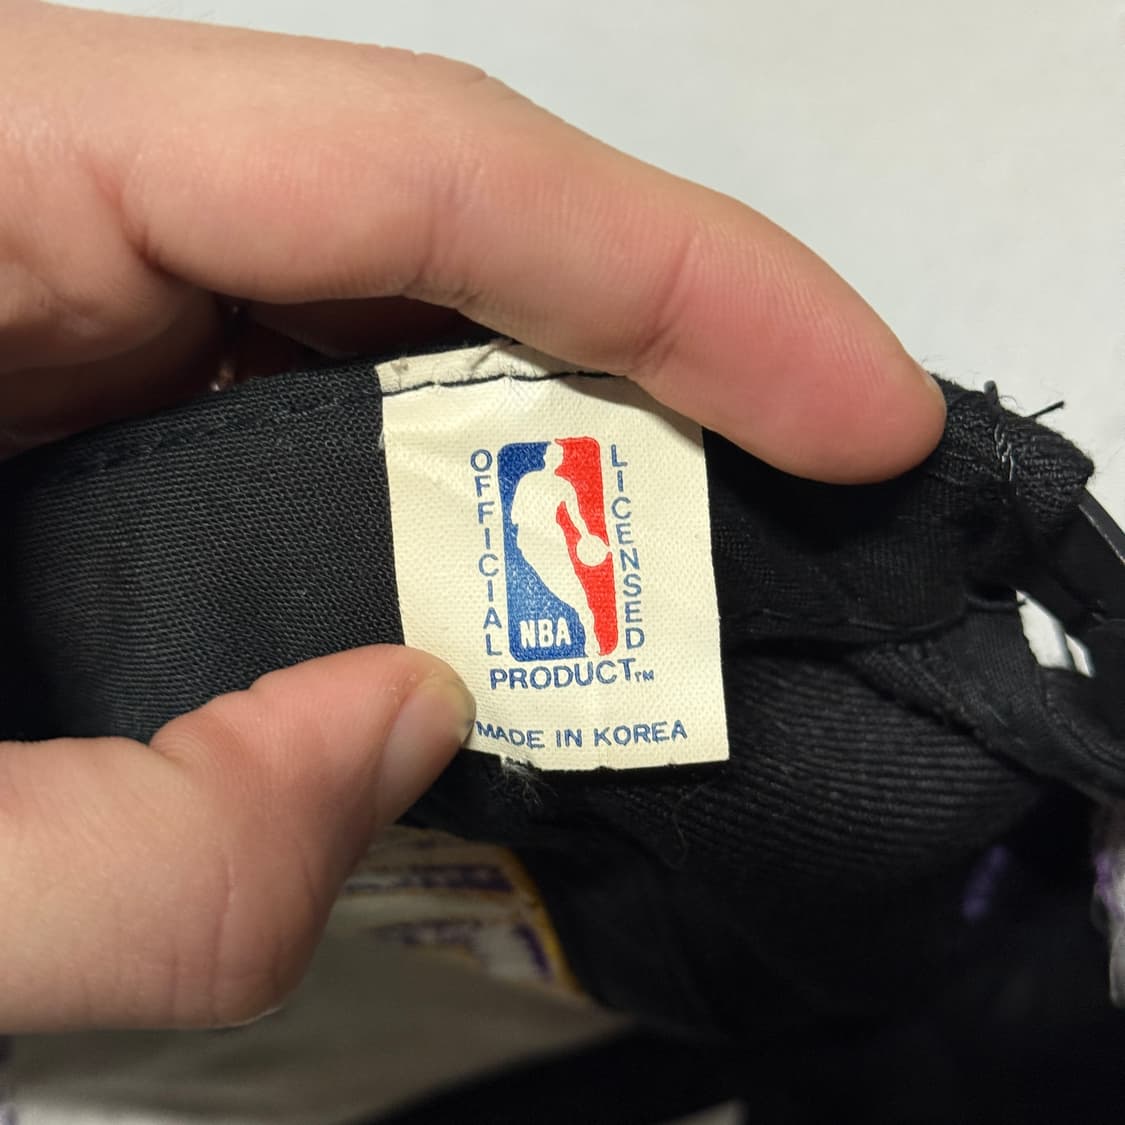 OFFICIAL
NBA
LICENSED
PRODUCT™
MADE IN KOREA